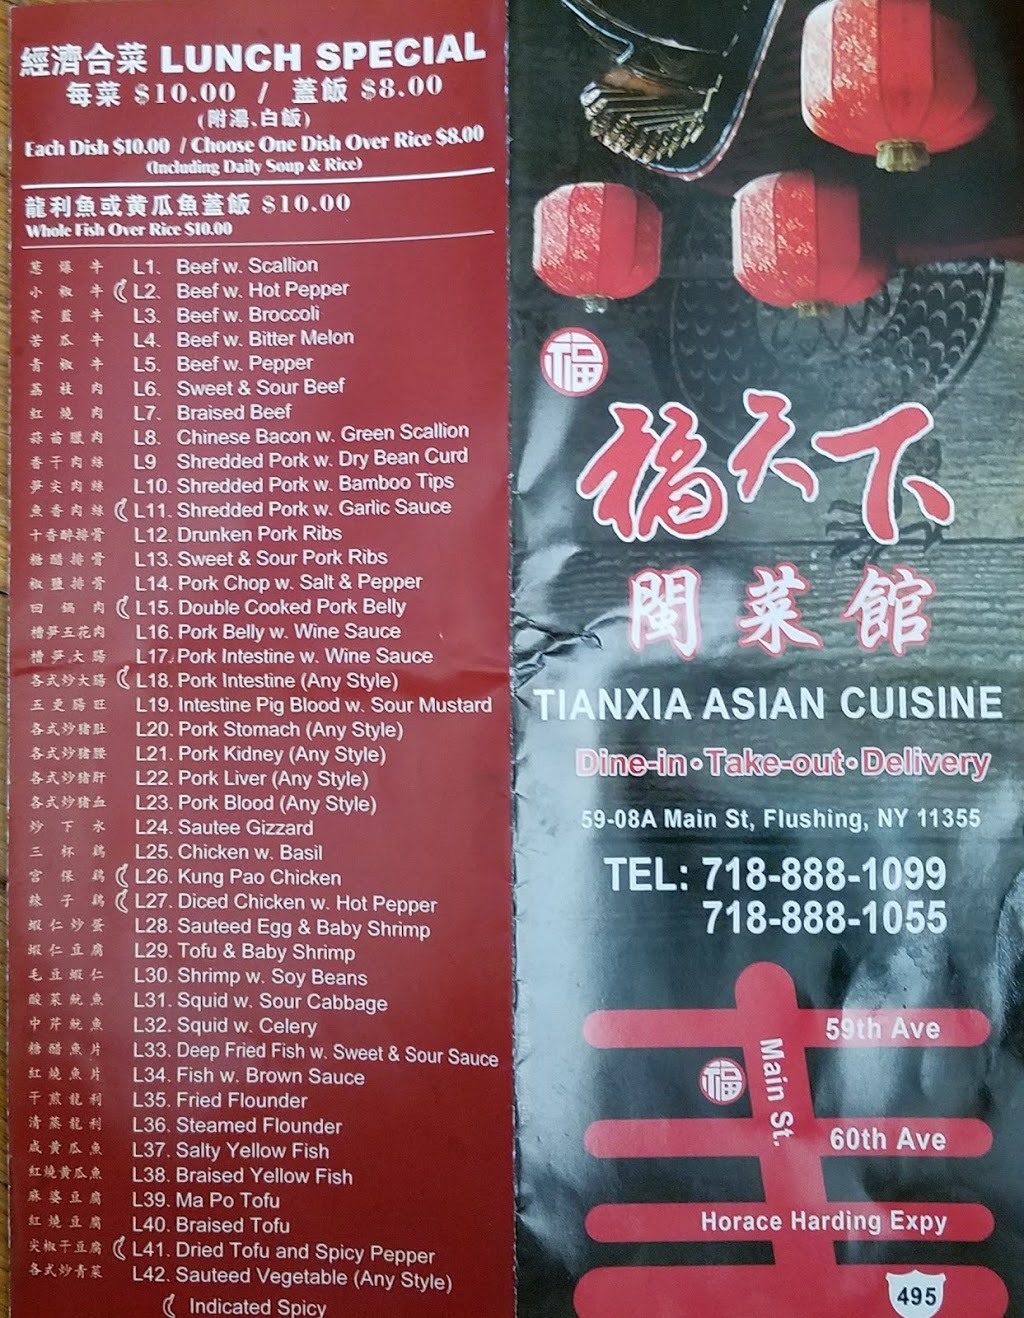 經濟合菜 LUNCH SPECIAL
每菜 $10.00 / 蓋飯 $8.00
(附湯、白飯)
Each Dish $10.00 / Choose One Dish Over Rice $8.00
(Including Daily Soup & Rice)
龍利魚或黄瓜魚蓋飯 $10.00
Whole Fish Over Rice $10.00
葱爆牛 L1. Beef w. Scallion
小椒牛 L2. Beef w. Hot Pepper
芥藍牛 L3. Beef w. Broccoli
苦瓜牛 L4. Beef w. Bitter Melon
青椒牛 L5. Beef w. Pepper
荔枝肉 L6. Sweet & Sour Beef
紅燒肉 L7. Braised Beef
蒜苗臘肉 L8. Chinese Bacon w. Green Scallion
香干肉絲 L9 Shredded Pork w. Dry Bean Curd
笋尖肉絲 L10. Shredded Pork w. Bamboo Tips
魚香肉絲 L11. Shredded Pork w. Garlic Sauce
十香醉排骨 L12. Drunken Pork Ribs
糖醋排骨 L13. Sweet & Sour Pork Ribs
椒鹽排骨 L14. Pork Chop w. Salt & Pepper
回鍋肉 L15. Double Cooked Pork Belly
糟笋五花肉 L16. Pork Belly w. Wine Sauce
糟笋大腸 L17. Pork Intestine w. Wine Sauce
各式炒大腸 L18. Pork Intestine (Any Style)
五更腸旺 L19. Intestine Pig Blood w. Sour Mustard
各式炒猪肚 L20. Pork Stomach (Any Style)
各式炒猪腰 L21. Pork Kidney (Any Style)
各式炒猪肝 L22. Pork Liver (Any Style)
各式炒猪血 L23. Pork Blood (Any Style)
炒下水 L24. Sautee Gizzard
三杯鷄 L25. Chicken w. Basil
宮保鷄 L26. Kung Pao Chicken
辣子鷄 L27. Diced Chicken w. Hot Pepper
蝦仁炒蛋 L28. Sauteed Egg & Baby Shrimp
蝦仁豆腐 L29. Tofu & Baby Shrimp
毛豆蝦仁 L30. Shrimp w. Soy Beans
酸菜魷魚 L31. Squid w. Sour Cabbage
中芹魷魚 L32. Squid w. Celery
糖醋魚片 L33. Deep Fried Fish w. Sweet & Sour Sauce
紅燒魚片 L34. Fish w. Brown Sauce
干煎龍利 L35. Fried Flounder
清蒸龍利 L36. Steamed Flounder
咸黄瓜魚 L37. Salty Yellow Fish
紅燒黄瓜魚 L38. Braised Yellow Fish
麻婆豆腐 L39. Ma Po Tofu
紅燒豆腐 L40. Braised Tofu
尖椒干豆腐 L41. Dried Tofu and Spicy Pepper
各式炒青菜 L42. Sauteed Vegetable (Any Style)
Indicated Spicy
福
福天下
閩菜館
TIANXIA ASIAN CUISINE
Dine-in•Take-out•Delivery
59-08A Main St, Flushing, NY 11355
TEL: 718-888-1099
718-888-1055
59th Ave
Main St.
福
60th Ave
Horace Harding Expy
495